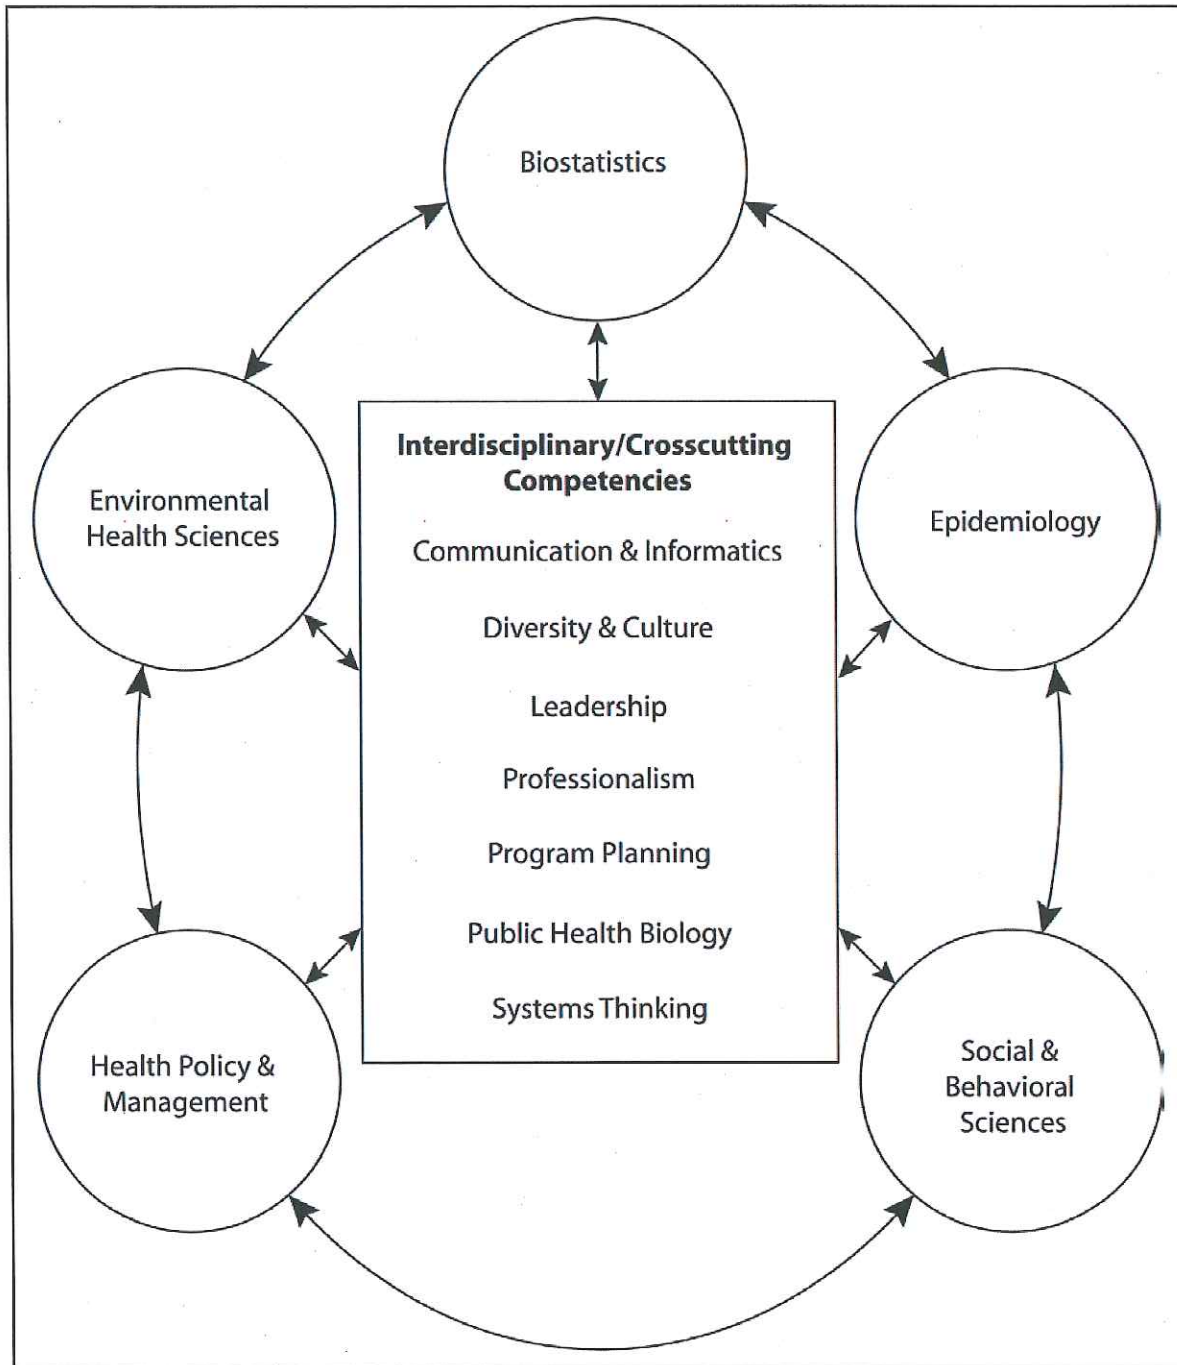 Biostatistics
Environmental
Health Sciences
Interdisciplinary/Crosscutting
Competencies
Communication & Informatics
Diversity & Culture
Leadership
Professionalism
Program Planning
Public Health Biology
Systems Thinking
Epidemiology
Health Policy &
Management
Social &
Behavioral
Sciences